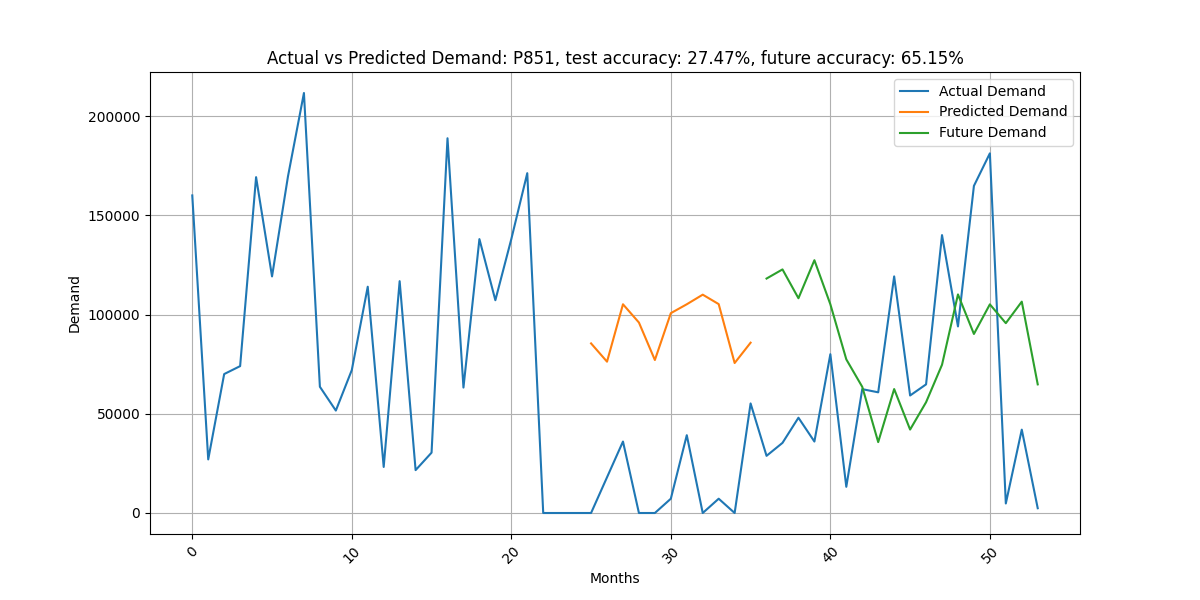 Actual vs Predicted Demand: P851, test accuracy: 27.47%, future accuracy: 65.15%
Actual Demand
Predicted Demand
Future Demand
200000
150000
100000
50000
0
Demand
0
10
20
30
40
50
Months